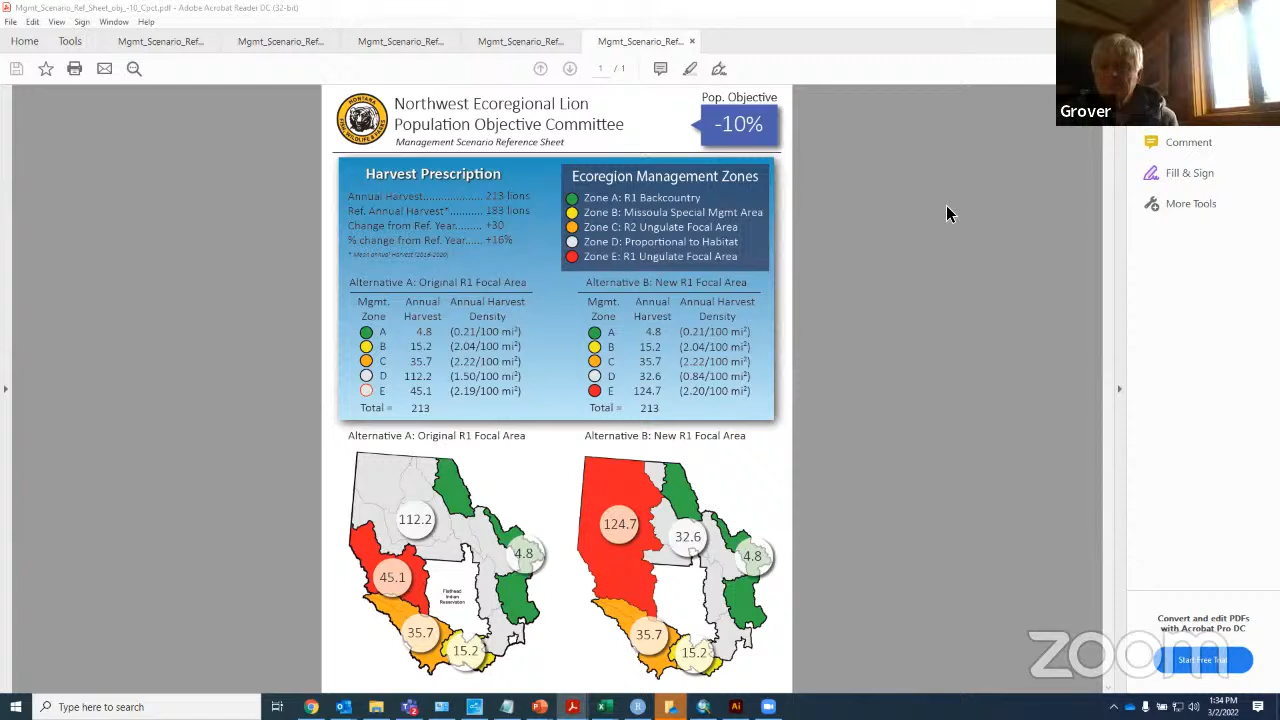 Mgmt_Scenario_Ref_Sheet_obj_-10_Cpct.pdf - Adobe Acrobat Reader DC (32-bit)
File Edit View Sign Window Help
Home Tools Mgmt_Scenario_Ref... Mgmt_Scenario_Ref... Mgmt_Scenario_Ref... Mgmt_Scenario_Ref... Mgmt_Scenario_Ref... ×
1 / 1
Grover
Comment
Fill & Sign
More Tools
Northwest Ecoregional Lion
Population Objective Committee
Management Scenario Reference Sheet
Pop. Objective
-10%
Harvest Prescription
Annual Harvest................... 213 lions
Ref. Annual Harvest*.......... 183 lions
Change from Ref. Year........ +30
% change from Ref. Year...... +16%
* Mean annual Harvest (2016-2020)
Ecoregion Management Zones
Zone A: R1 Backcountry
Zone B: Missoula Special Mgmt Area
Zone C: R2 Ungulate Focal Area
Zone D: Proportional to Habitat
Zone E: R1 Ungulate Focal Area
Alternative A: Original R1 Focal Area
Mgmt. Annual Annual Harvest
Zone Harvest Density
A 4.8 (0.21/100 mi²)
B 15.2 (2.04/100 mi²)
C 35.7 (2.22/100 mi²)
D 112.2 (1.50/100 mi²)
E 45.1 (2.19/100 mi²)
Total = 213
Alternative B: New R1 Focal Area
Mgmt. Annual Annual Harvest
Zone Harvest Density
A 4.8 (0.21/100 mi²)
B 15.2 (2.04/100 mi²)
C 35.7 (2.22/100 mi²)
D 32.6 (0.84/100 mi²)
E 124.7 (2.20/100 mi²)
Total = 213
Alternative A: Original R1 Focal Area
112.2
4.8
45.1
Flathead
Indian
Reservation
35.7
15.2
Alternative B: New R1 Focal Area
124.7
32.6
4.8
35.7
15.2
Convert and edit PDFs
with Acrobat Pro DC
Start Free Trial
zoom
Type here to search
1:34 PM
3/2/2022